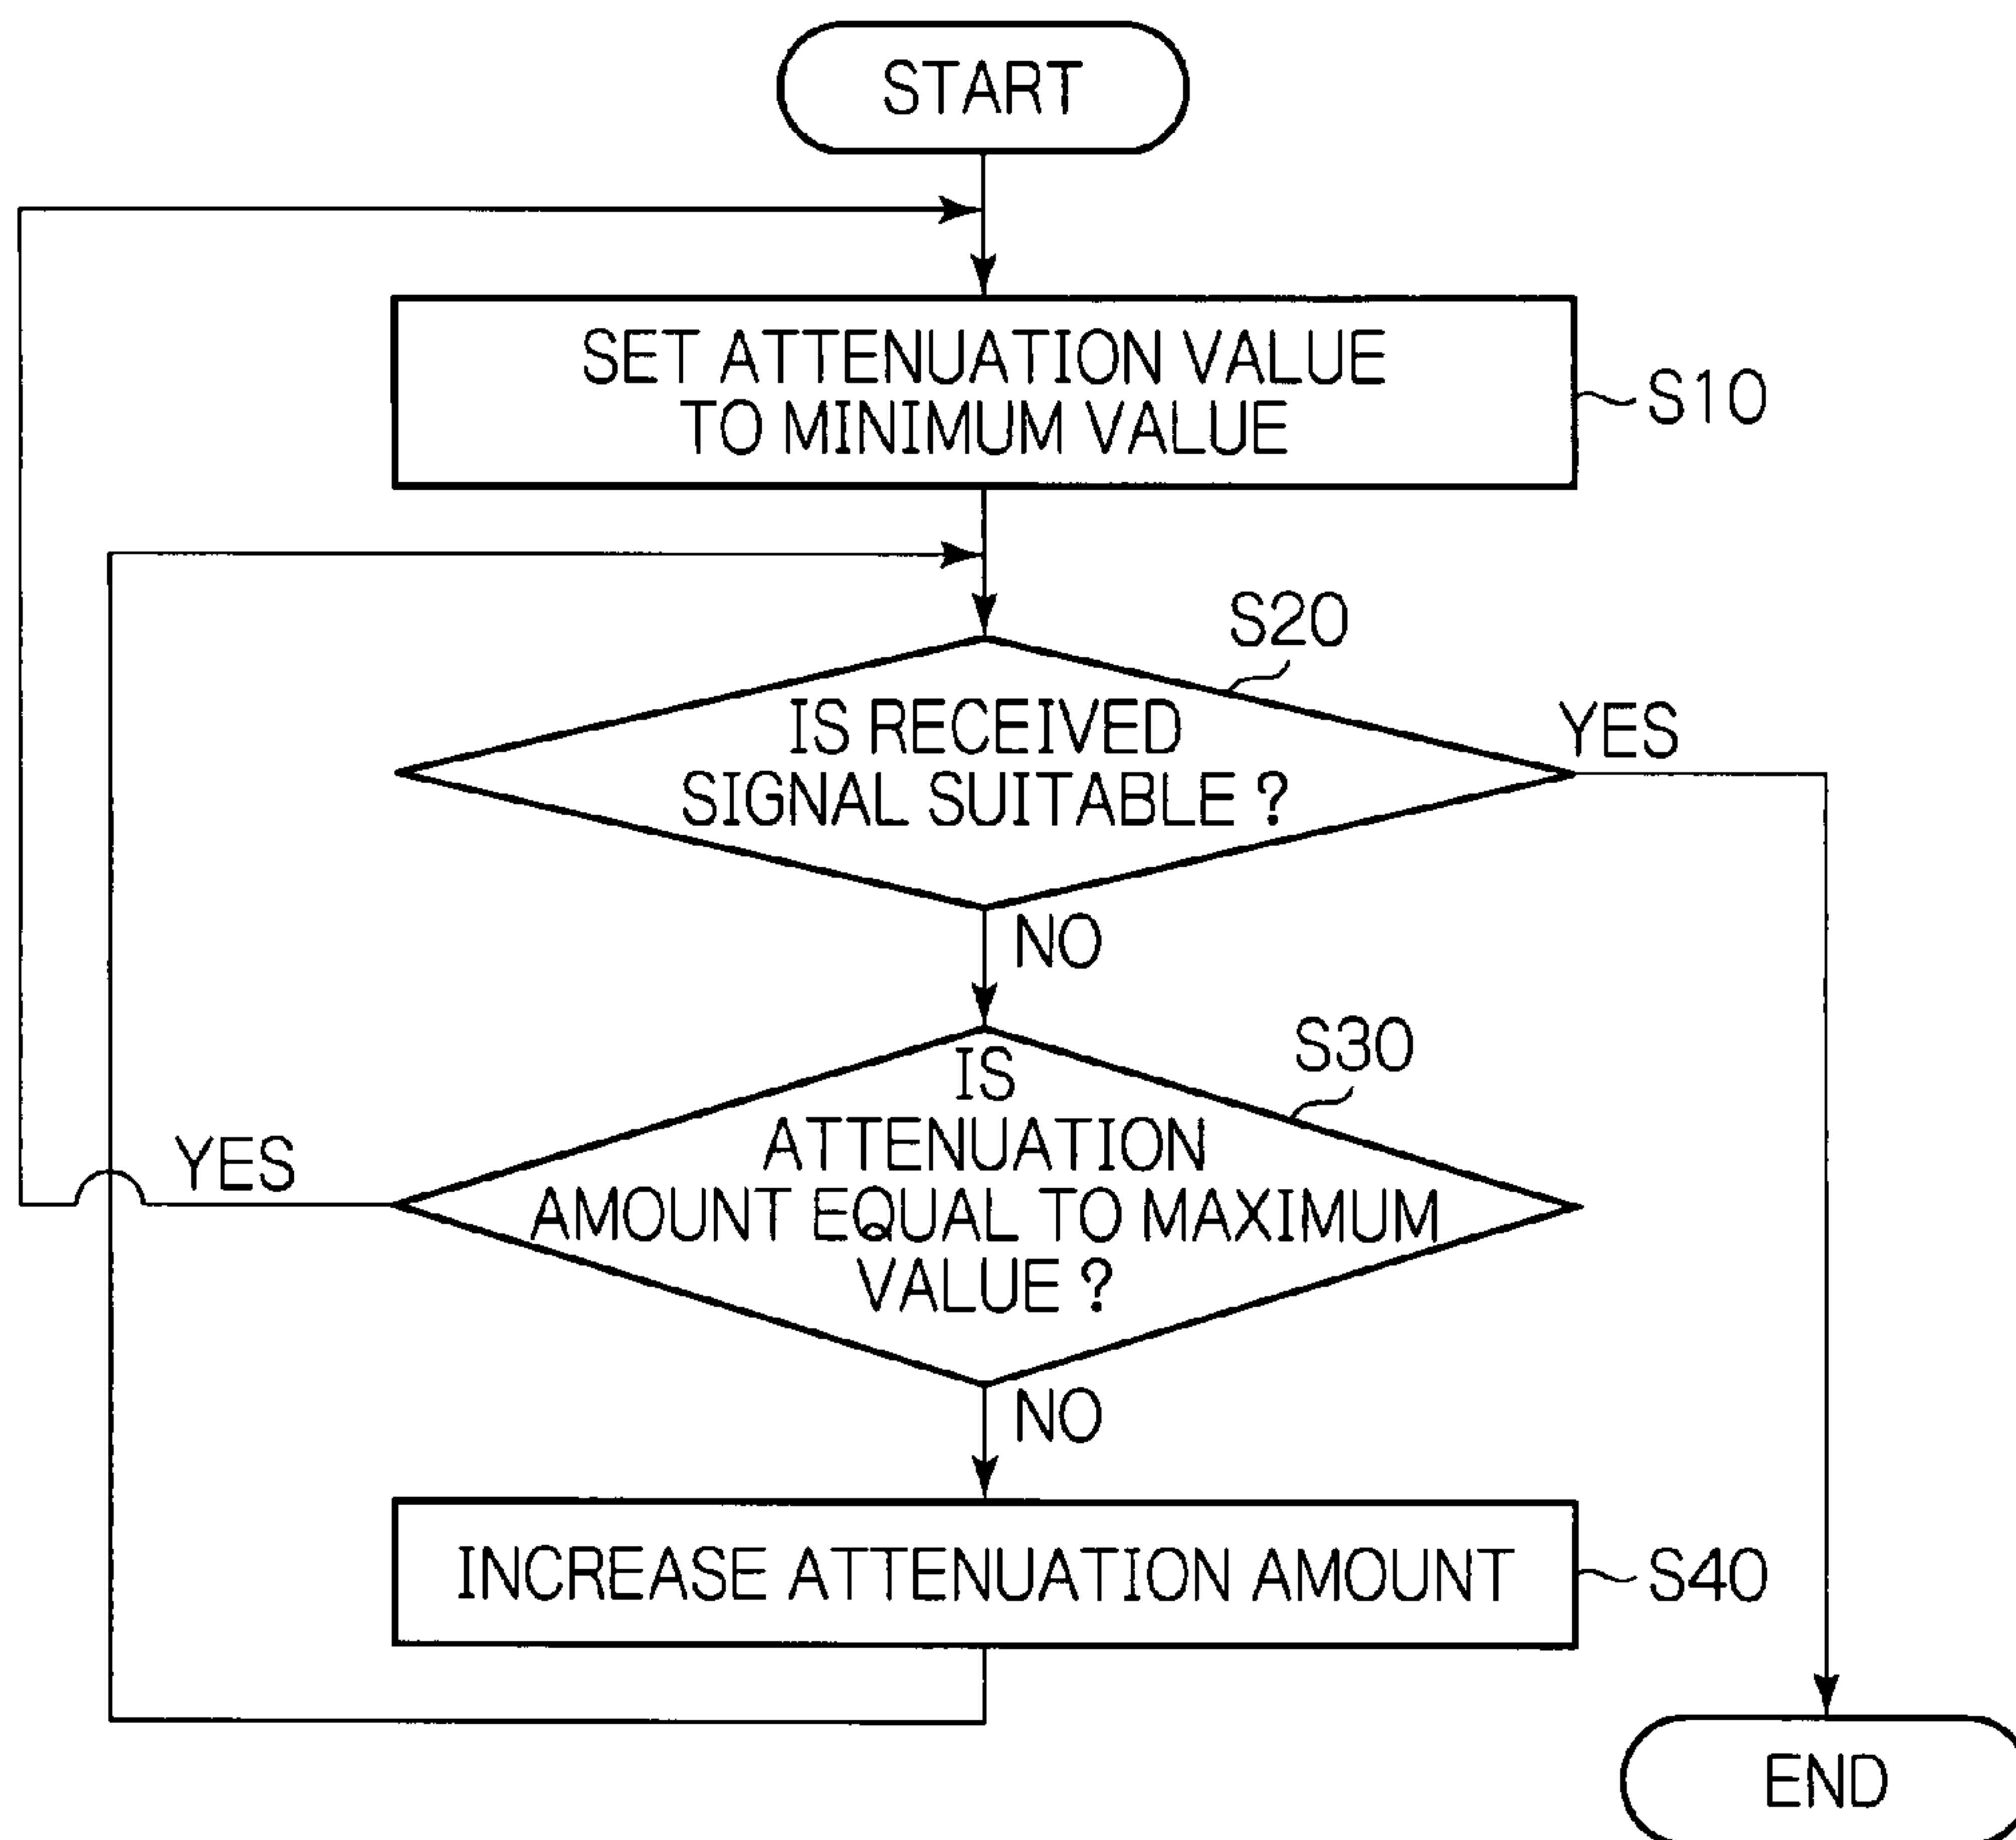 START
SET ATTENUATION VALUE
TO MINIMUM VALUE
S10
S20
IS RECEIVED
SIGNAL SUITABLE ?
YES
NO
S30
IS
ATTENUATION
AMOUNT EQUAL TO MAXIMUM
VALUE ?
YES
NO
INCREASE ATTENUATION AMOUNT
S40
END